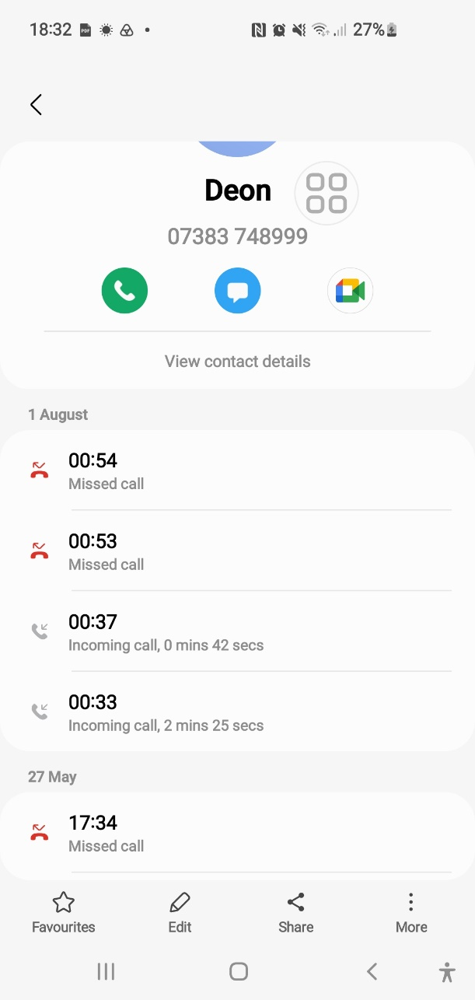 18:32
27%
Deon
07383 748999
View contact details
1 August
00:54
Missed call
00:53
Missed call
00:37
Incoming call, 0 mins 42 secs
00:33
Incoming call, 2 mins 25 secs
27 May
17:34
Missed call
Favourites Edit Share More